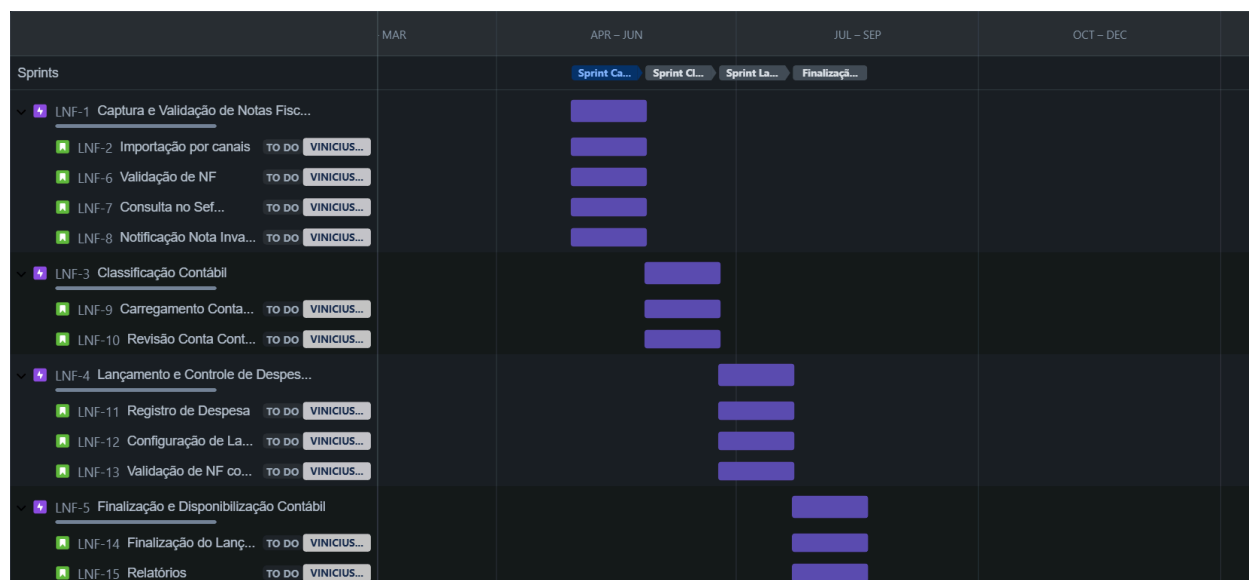 MAR APR – JUN JUL – SEP OCT – DEC
Sprints Sprint Ca... Sprint Cl... Sprint La... Finalizaçã...
LNF-1 Captura e Validação de Notas Fisc...
LNF-2 Importação por canais TO DO VINICIUS...
LNF-6 Validação de NF TO DO VINICIUS...
LNF-7 Consulta no Sef... TO DO VINICIUS...
LNF-8 Notificação Nota Inva... TO DO VINICIUS...
LNF-3 Classificação Contábil
LNF-9 Carregamento Conta... TO DO VINICIUS...
LNF-10 Revisão Conta Cont... TO DO VINICIUS...
LNF-4 Lançamento e Controle de Despes...
LNF-11 Registro de Despesa TO DO VINICIUS...
LNF-12 Configuração de La... TO DO VINICIUS...
LNF-13 Validação de NF co... TO DO VINICIUS...
LNF-5 Finalização e Disponibilização Contábil
LNF-14 Finalização do Lanç... TO DO VINICIUS...
LNF-15 Relatórios TO DO VINICIUS...